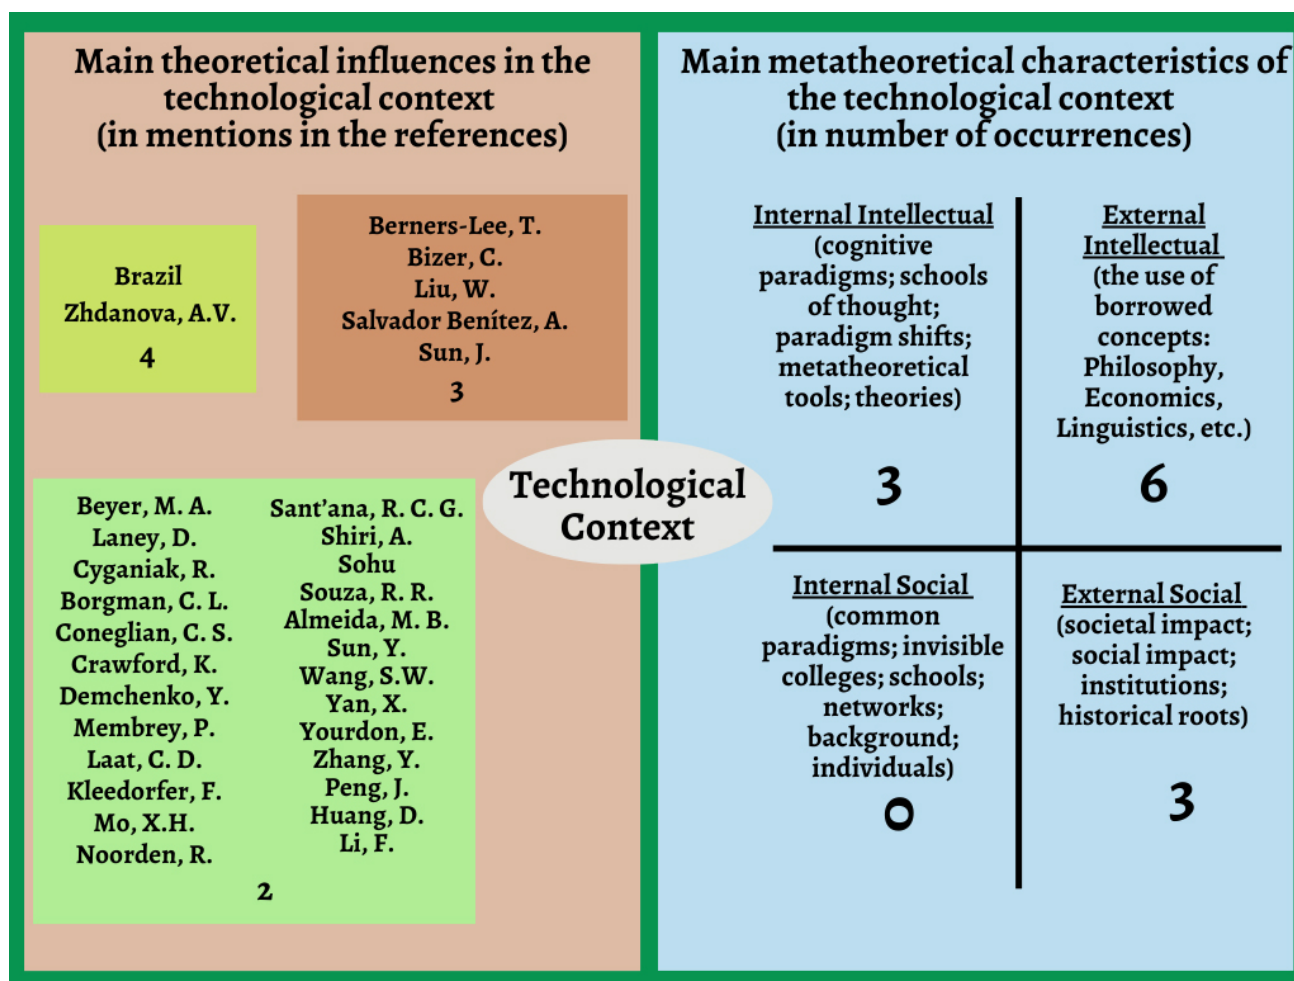 Main theoretical influences in the
technological context
(in mentions in the references)
Brazil
Zhdanova, A.V.
4
Berners-Lee, T.
Bizer, C.
Liu, W.
Salvador Benítez, A.
Sun, J.
3
Beyer, M. A.
Laney, D.
Cyganiak, R.
Borgman, C. L.
Coneglian, C. S.
Crawford, K.
Demchenko, Y.
Membrey, P.
Laat, C. D.
Kleedorfer, F.
Mo, X.H.
Noorden, R.
Sant’ana, R. C. G.
Shiri, A.
Sohu
Souza, R. R.
Almeida, M. B.
Sun, Y.
Wang, S.W.
Yan, X.
Yourdon, E.
Zhang, Y.
Peng, J.
Huang, D.
Li, F.
2
Technological
Context
Main metatheoretical characteristics of
the technological context
(in number of occurrences)
Internal Intellectual
(cognitive
paradigms; schools
of thought;
paradigm shifts;
metatheoretical
tools; theories)
3
External
Intellectual
(the use of
borrowed
concepts:
Philosophy,
Economics,
Linguistics, etc.)
6
Internal Social
(common
paradigms; invisible
colleges; schools;
networks;
background;
individuals)
0
External Social
(societal impact;
social impact;
institutions;
historical roots)
3